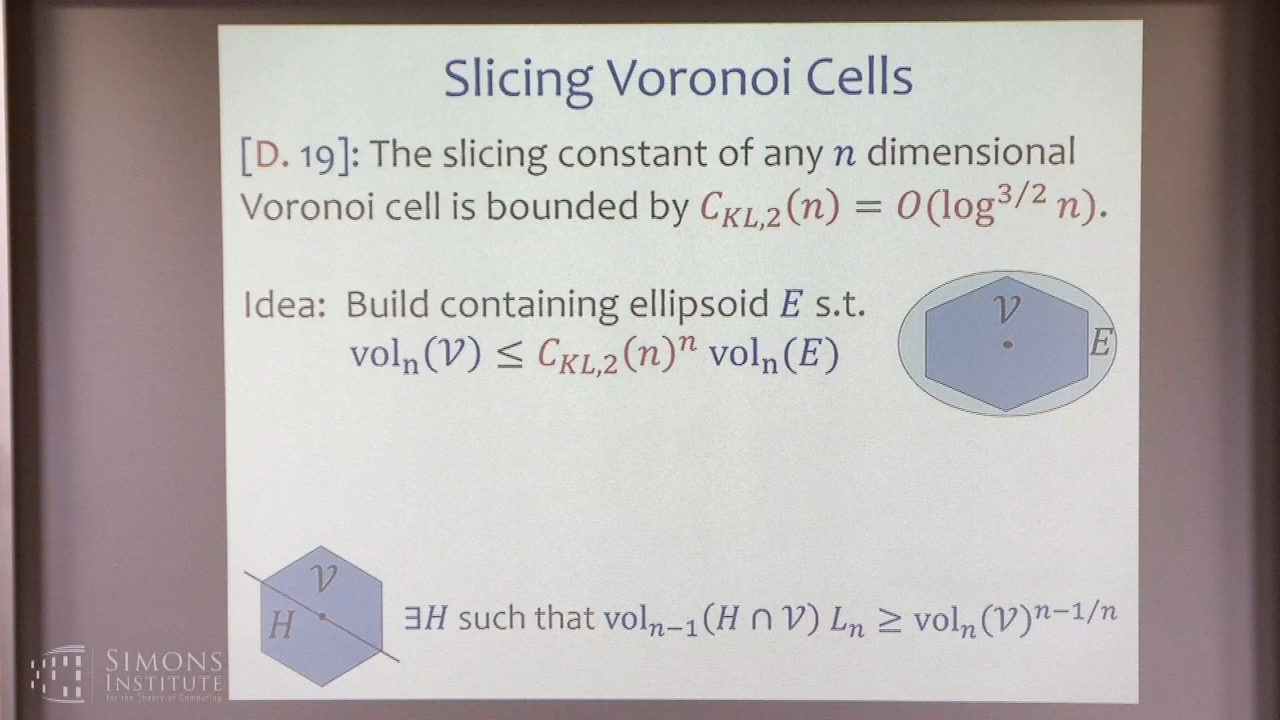 Slicing Voronoi Cells
[D. 19]: The slicing constant of any n dimensional
Voronoi cell is bounded by C_{KL,2}(n) = O(log^{3/2} n).
Idea: Build containing ellipsoid E s.t.
vol_n(𝒱) ≤ C_{KL,2}(n)^n vol_n(E)
𝒱
E
𝒱
H
∃H such that vol_{n−1}(H ∩ 𝒱) L_n ≥ vol_n(𝒱)^{n−1/n}
SIMONS
INSTITUTE
for the Theory of Computing